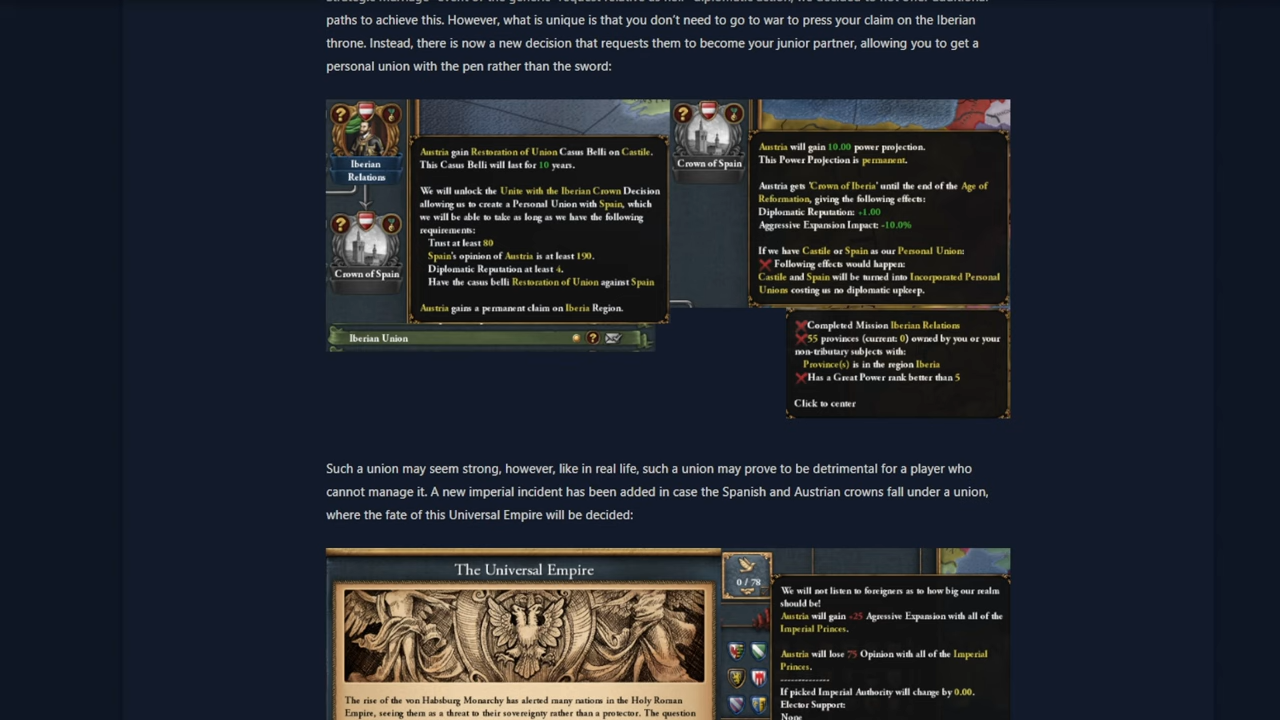 paths to achieve this. However, what is unique is that you don't need to go to war to press your claim on the Iberian
throne. Instead, there is now a new decision that requests them to become your junior partner, allowing you to get a
personal union with the pen rather than the sword:
Iberian
Relations
Crown of Spain
Austria gain Restoration of Union Casus Belli on Castile.
This Casus Belli will last for 10 years.
We will unlock the Unite with the Iberian Crown Decision
allowing us to create a Personal Union with Spain, which
we will be able to take as long as we have the following
requirements:
Trust at least 80
Spain's opinion of Austria is at least 190.
Diplomatic Reputation at least 4.
Have the casus belli Restoration of Union against Spain
Austria gains a permanent claim on Iberia Region.
Iberian Union
Crown of Spain
Austria will gain 10.00 power projection.
This Power Projection is permanent.
Austria gets 'Crown of Iberia' until the end of the Age of
Reformation, giving the following effects:
Diplomatic Reputation: +1.00
Aggressive Expansion Impact: -10.0%
If we have Castile or Spain as our Personal Union:
Following effects would happen:
Castile and Spain will be turned into Incorporated Personal
Unions costing us no diplomatic upkeep.
Completed Mission Iberian Relations
55 provinces (current: 0) owned by you or your
non-tributary subjects with:
Province(s) is in the region Iberia
Has a Great Power rank better than 5
Click to center
Such a union may seem strong, however, like in real life, such a union may prove to be detrimental for a player who
cannot manage it. A new imperial incident has been added in case the Spanish and Austrian crowns fall under a union,
where the fate of this Universal Empire will be decided:
The Universal Empire
The rise of the von Habsburg Monarchy has alerted many nations in the Holy Roman
Empire, seeing them as a threat to their sovereignty rather than a protector. The question
0 / 78
We will not listen to foreigners as to how big our realm
should be!
Austria will gain +25 Agressive Expansion with all of the
Imperial Princes.
Austria will lose 75 Opinion with all of the Imperial
Princes.
--------------
If picked Imperial Authority will change by 0.00.
Elector Support:
None